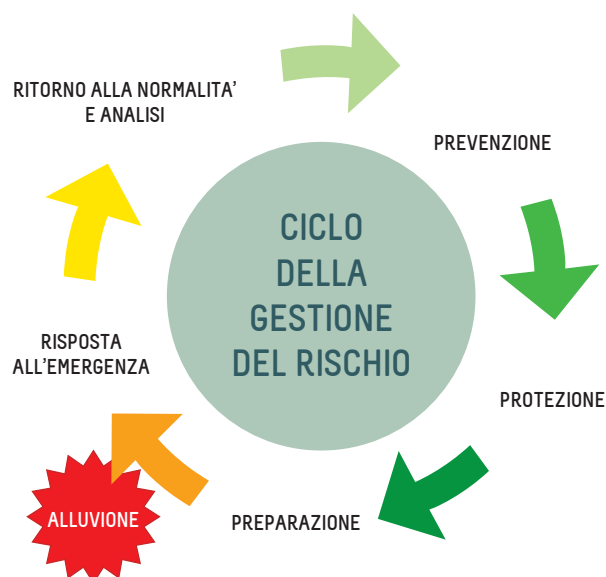 RITORNO ALLA NORMALITA'
E ANALISI
PREVENZIONE
CICLO
DELLA
GESTIONE
DEL RISCHIO
RISPOSTA
ALL'EMERGENZA
PROTEZIONE
ALLUVIONE
PREPARAZIONE